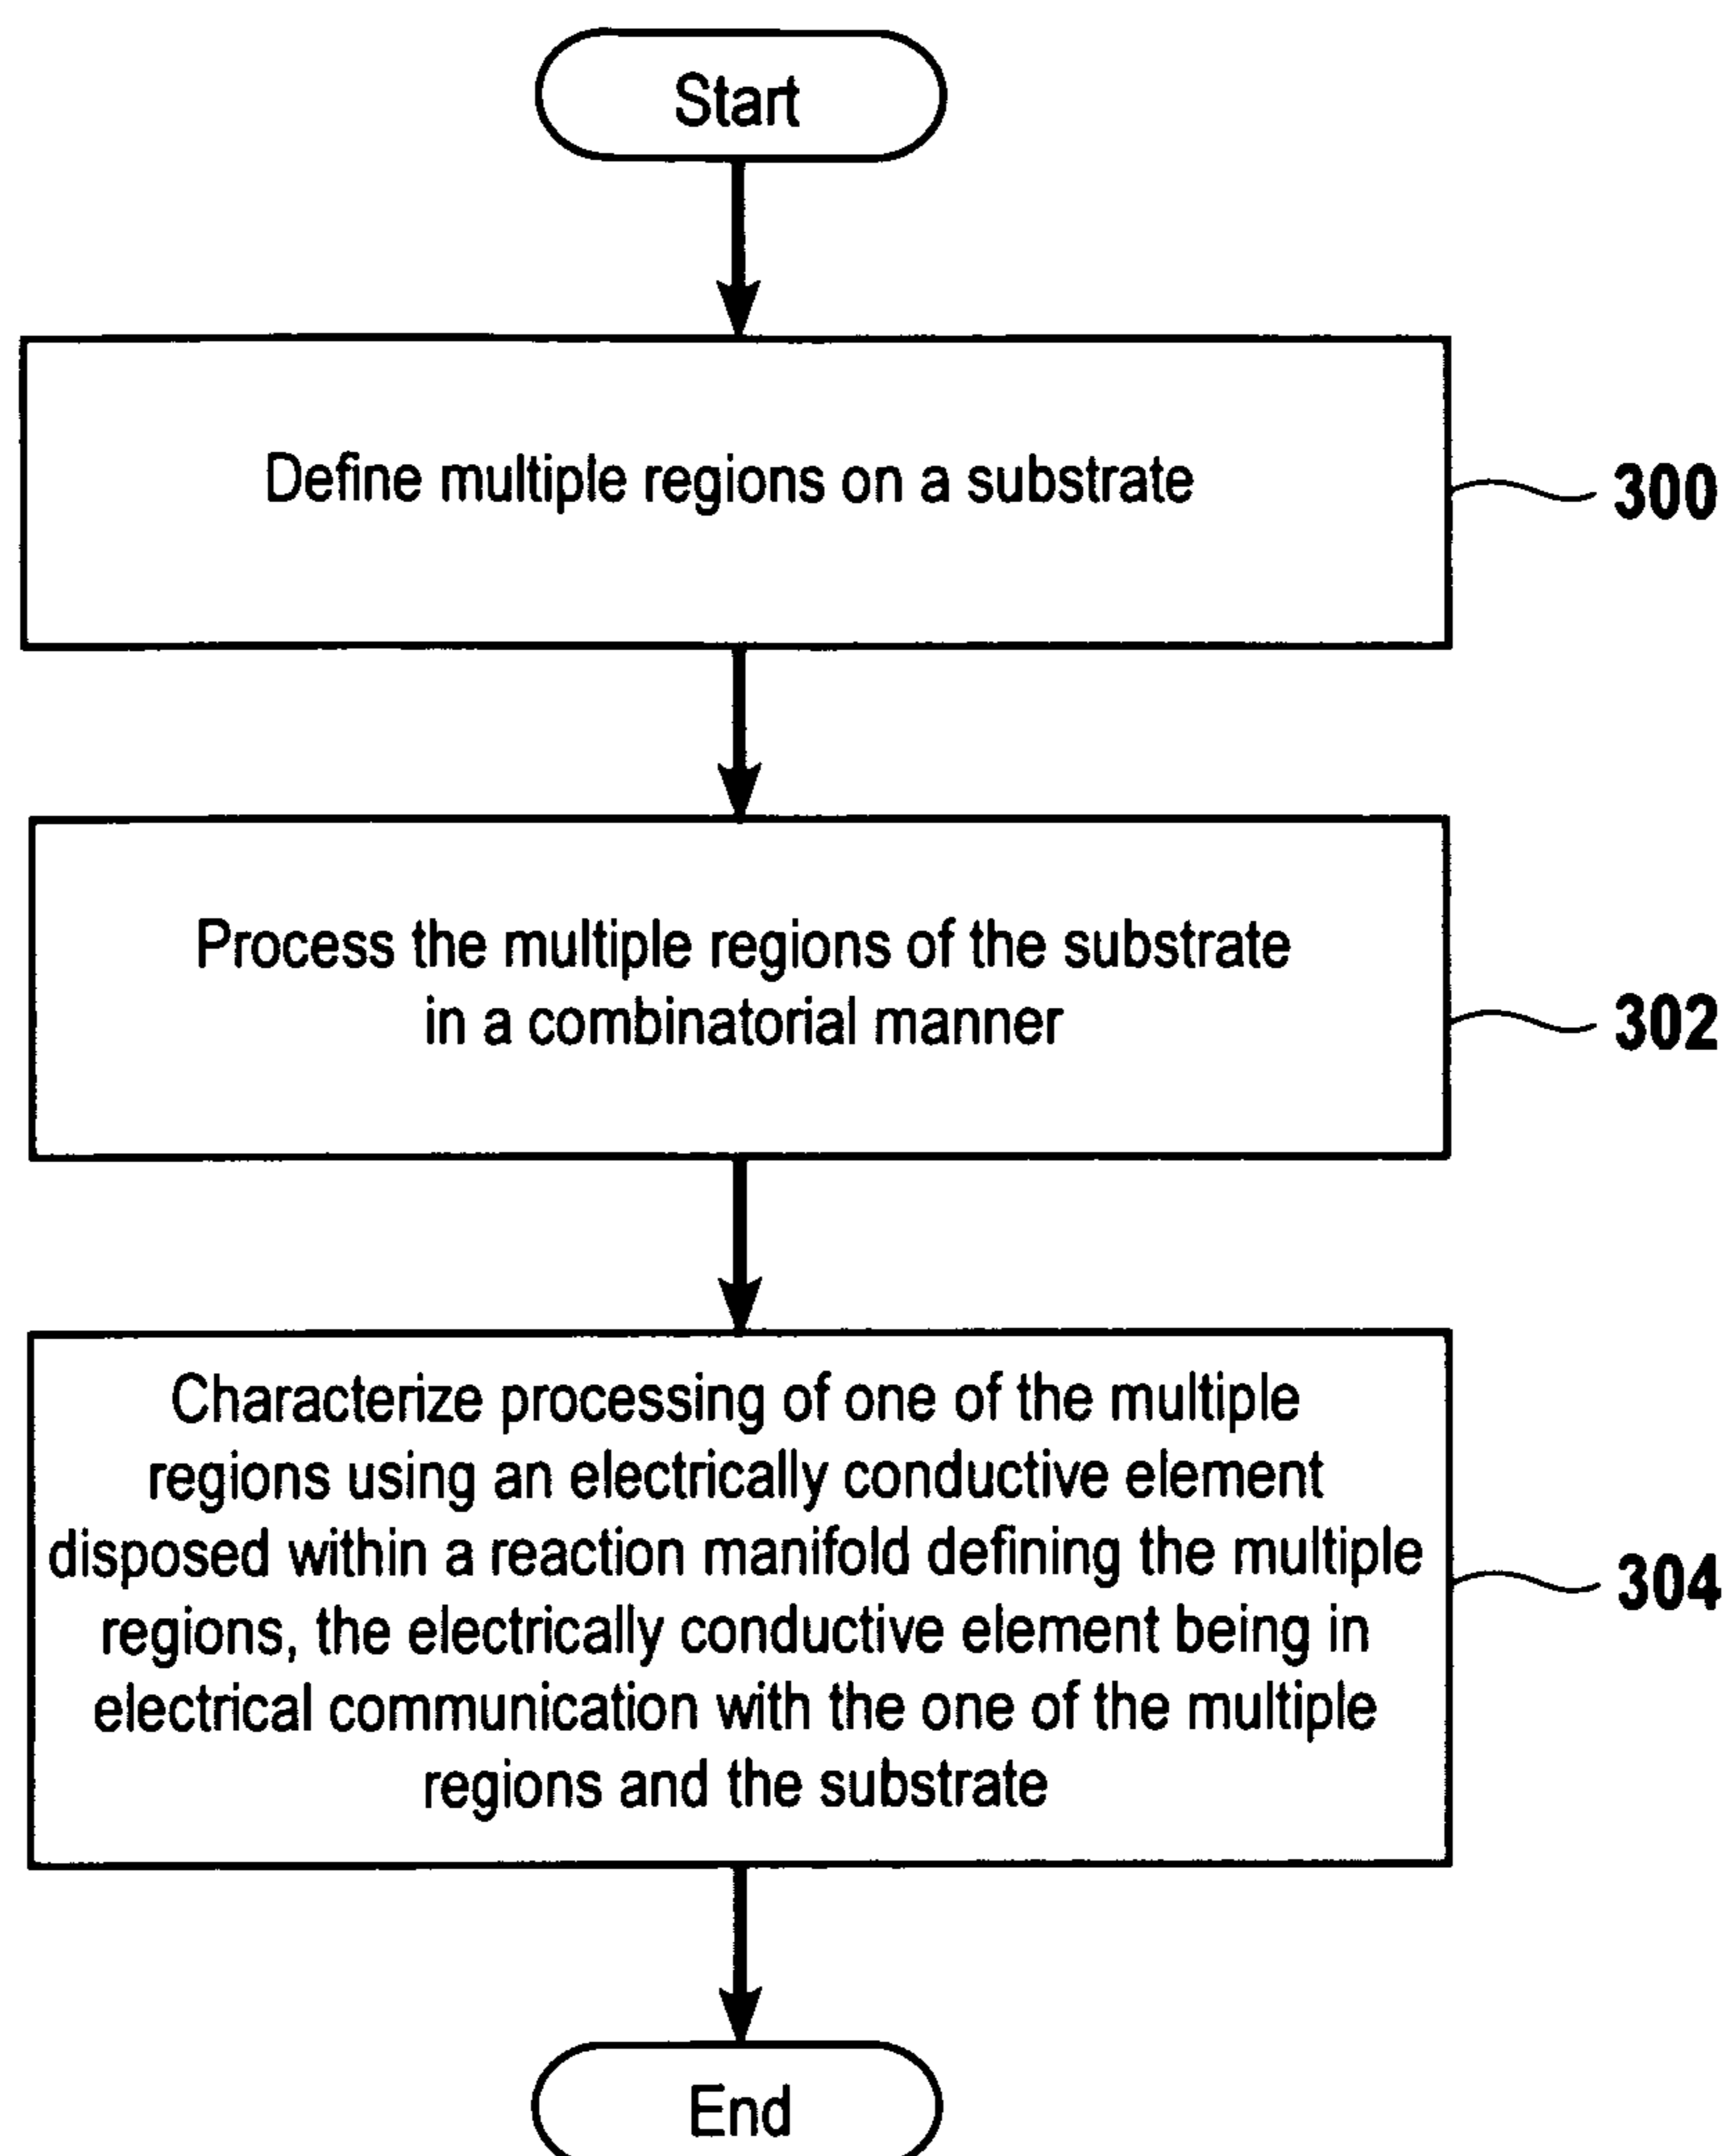 Start
Define multiple regions on a substrate
300
Process the multiple regions of the substrate
in a combinatorial manner
302
Characterize processing of one of the multiple
regions using an electrically conductive element
disposed within a reaction manifold defining the multiple
regions, the electrically conductive element being in
electrical communication with the one of the multiple
regions and the substrate
304
End